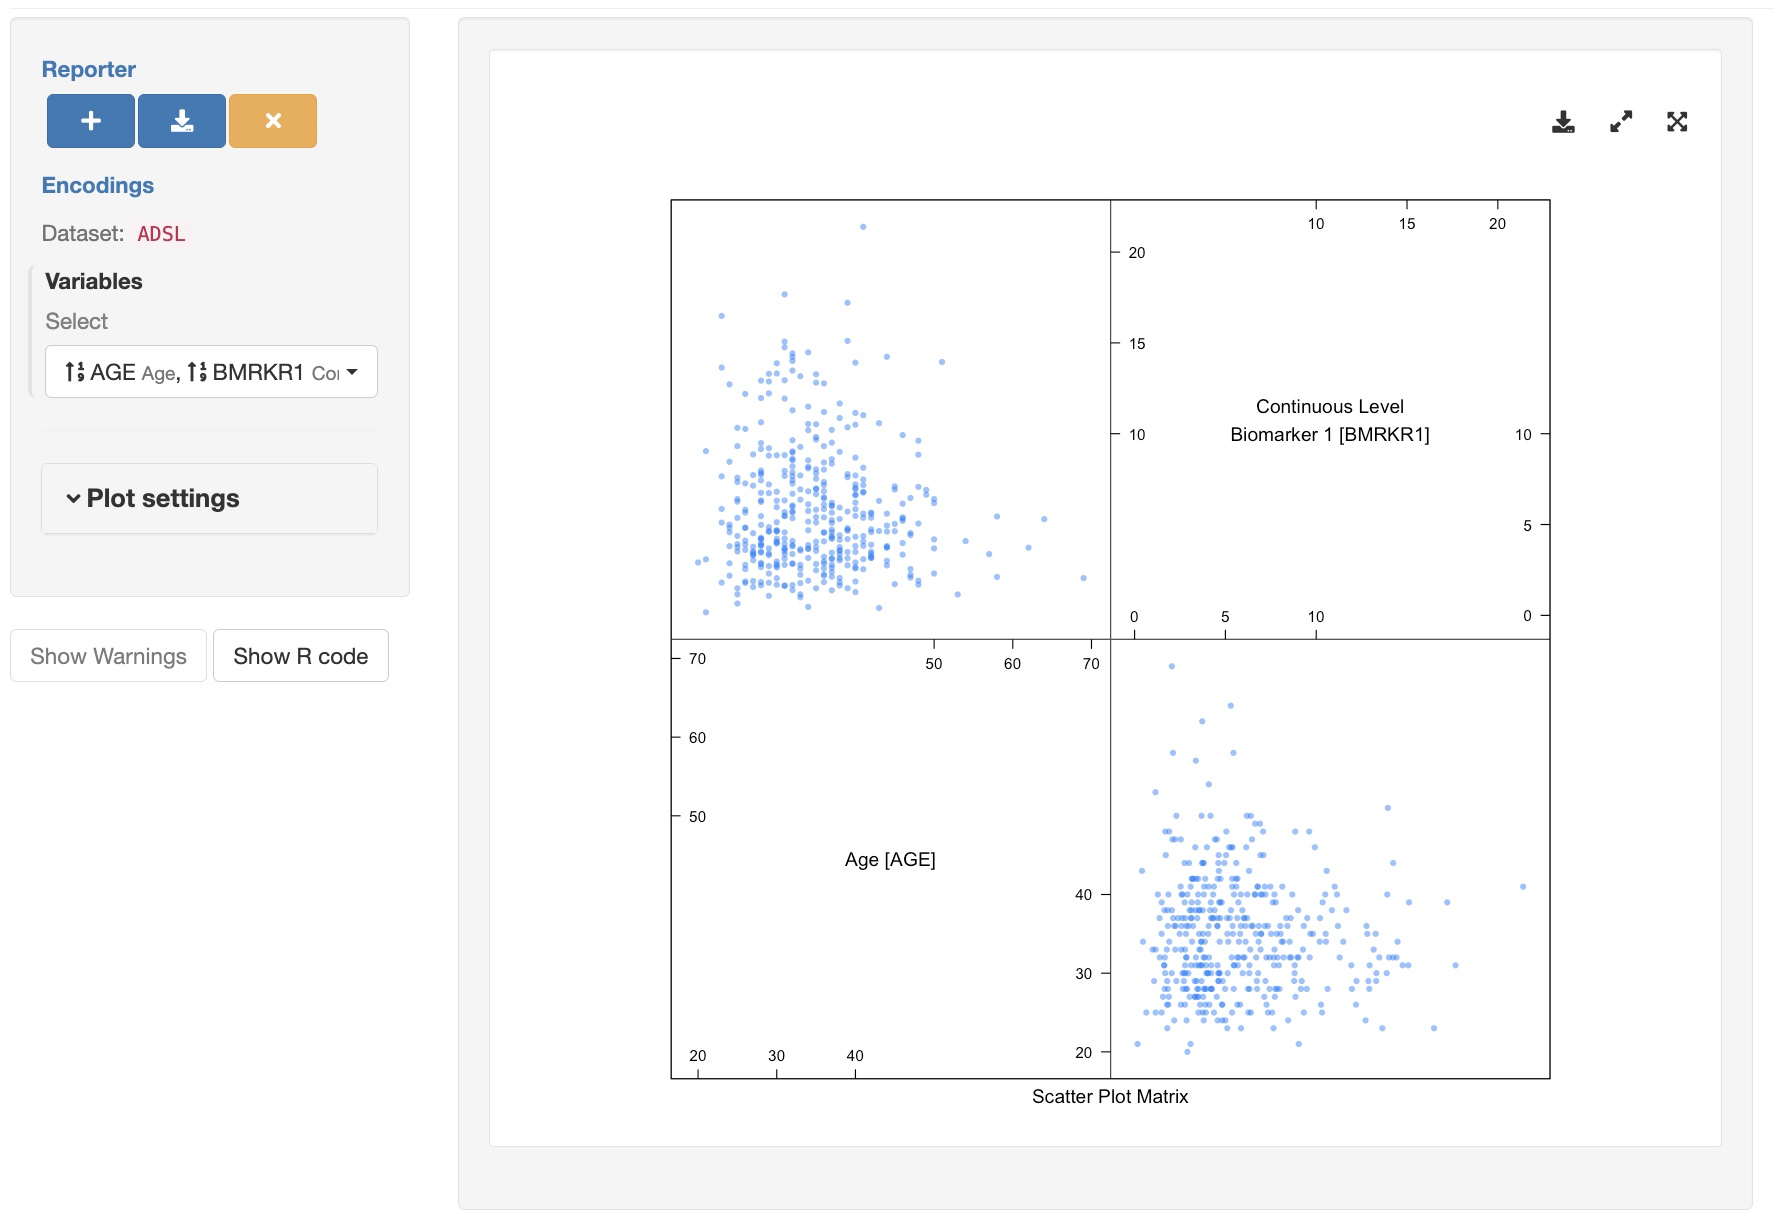 Reporter
Encodings
Dataset: ADSL
Variables
Select
AGE Age, BMRKR1 Co
Plot settings
Show Warnings
Show R code
10 15 20
20
15
10
Continuous Level
Biomarker 1 [BMRKR1]
10
5
0
0 5 10
70
60
50
50 60 70
Age [AGE]
20 30 40
40
30
20
Scatter Plot Matrix